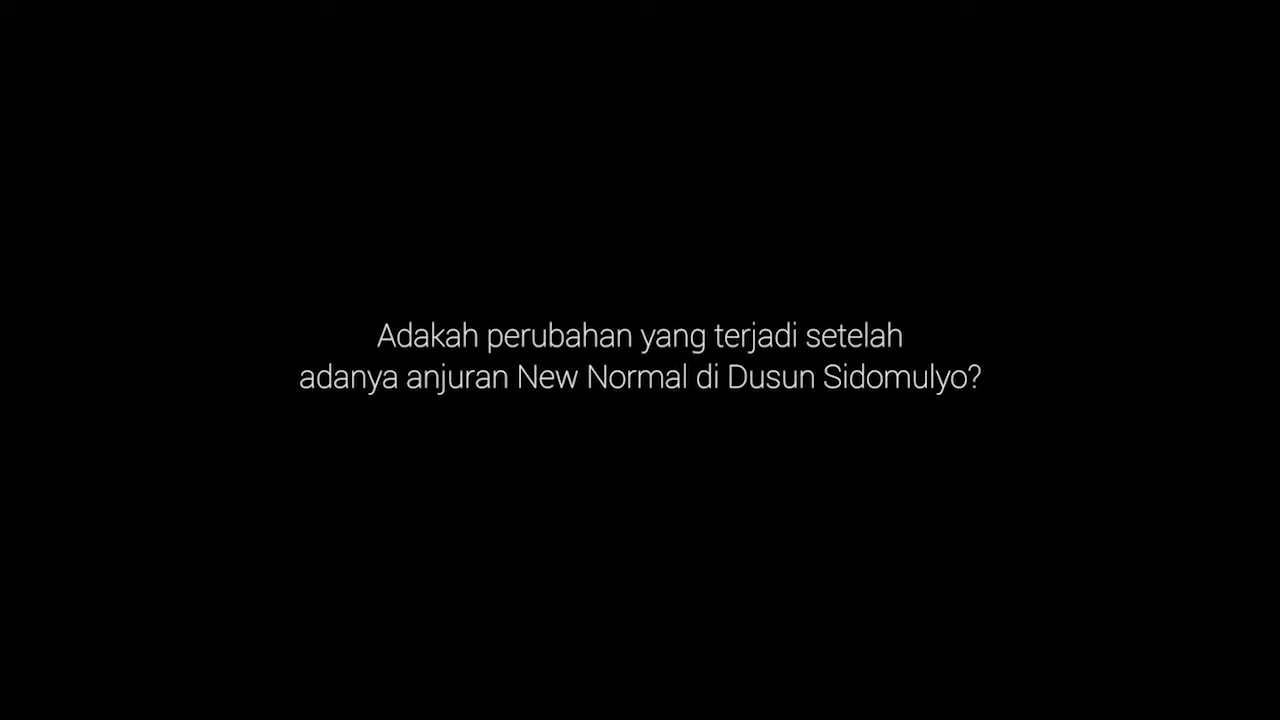 Adakah perubahan yang terjadi setelah
adanya anjuran New Normal di Dusun Sidomulyo?